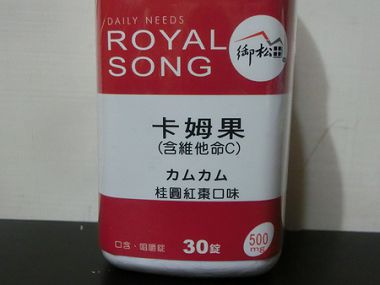 DAILY NEEDS
ROYAL
SONG
御松
卡姆果
(含維他命C)
カムカム
桂圓紅棗口味
口含、咀嚼錠
30錠
500
mg